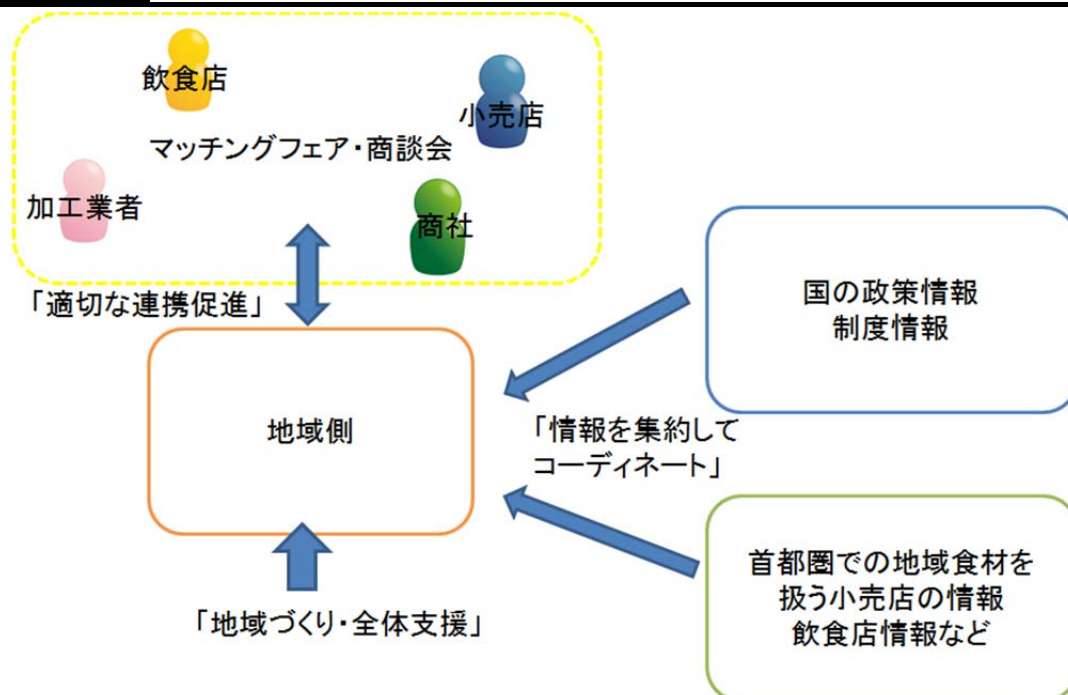 飲食店
小売店
マッチングフェア・商談会
加工業者
商社
「適切な連携促進」
国の政策情報
制度情報
地域側
「情報を集約して
コーディネート」
首都圏での地域食材を
扱う小売店の情報
飲食店情報など
「地域づくり・全体支援」